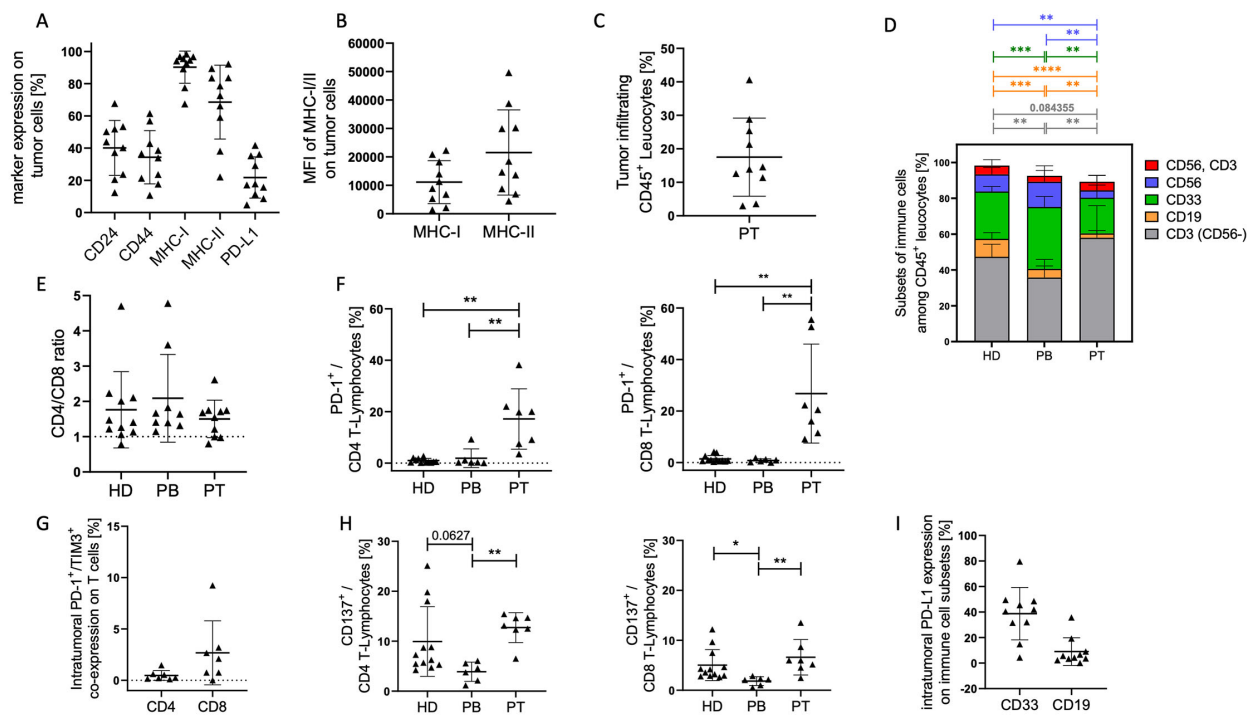 A
marker expression on
tumor cells [%]
100
80
60
40
20
0
CD24
CD44
MHC-I
MHC-II
PD-L1
B
MFI of MHC-I/II
on tumor cells
60000
50000
40000
30000
20000
10000
0
MHC-I
MHC-II
C
Tumor infiltrating
CD45+ Leucocytes [%]
50
40
30
20
10
0
PT
D
**
**
*** **
****
*** **
0.084355
** **
Subsets of immune cells
among CD45+ leucocytes [%]
100
80
60
40
20
0
HD
PB
PT
CD56, CD3
CD56
CD33
CD19
CD3 (CD56-)
E
CD4/CD8 ratio
5
4
3
2
1
0
HD
PB
PT
F
PD-1+ /
CD4 T-Lymphocytes [%]
60
40
20
0
**
**
HD
PB
PT
PD-1+ /
CD8 T-Lymphocytes [%]
60
40
20
0
**
**
HD
PB
PT
G
Intratumoral PD-1+/TIM3+
co-expression on T cells [%]
15
10
5
0
CD4
CD8
H
CD137+ /
CD4 T-Lymphocytes [%]
30
20
10
0
0.0627
**
HD
PB
PT
CD137+ /
CD8 T-Lymphocytes [%]
30
20
10
0
*
**
HD
PB
PT
I
intratumoral PD-L1 expression
on immune cell subsetss [%]
100
80
60
40
20
0
-20
CD33
CD19